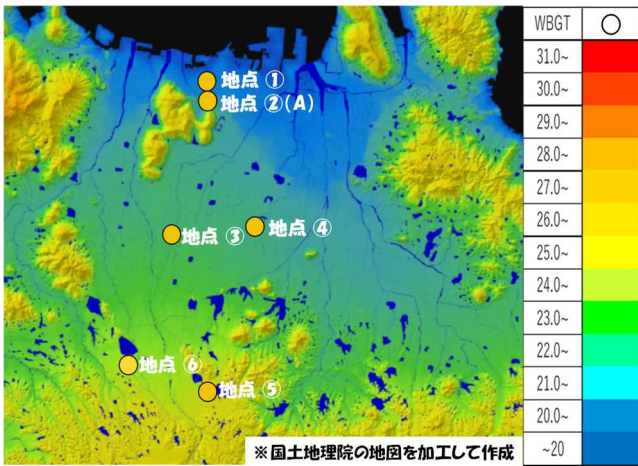 地点 ①
地点 ②(A)
地点 ③
地点 ④
地点 ⑥
地点 ⑤
※国土地理院の地図を加工して作成
WBGT ○
31.0~
30.0~
29.0~
28.0~
27.0~
26.0~
25.0~
24.0~
23.0~
22.0~
21.0~
20.0~
~20